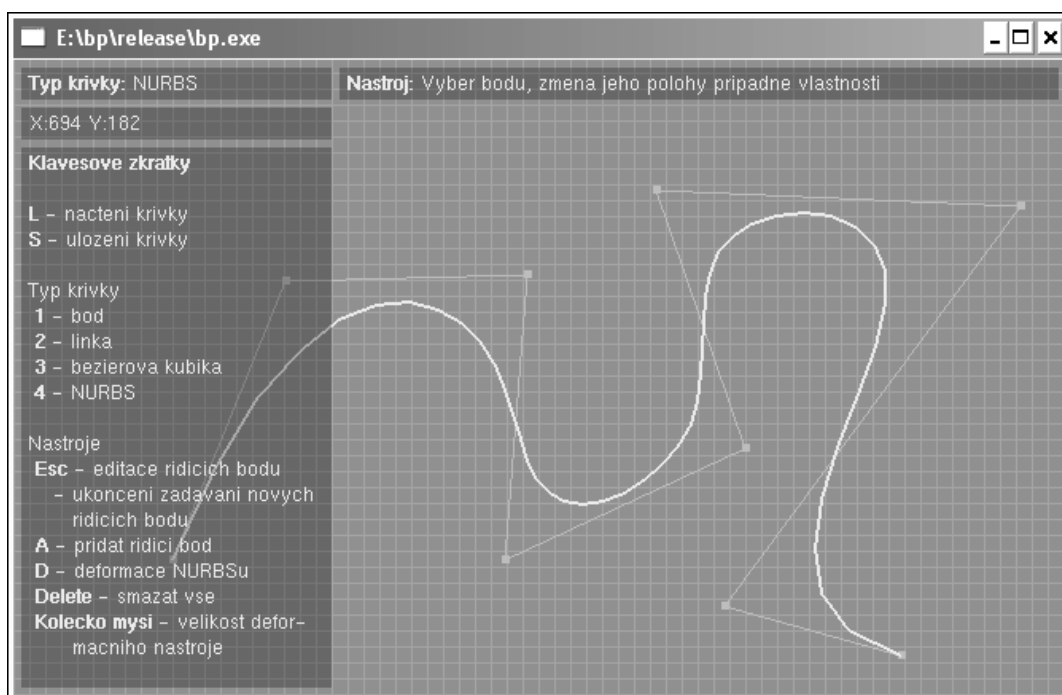 E:\bp\release\bp.exe
Typ krivky: NURBS
Nastroj: Vyber bodu, zmena jeho polohy pripadne vlastnosti
X:694 Y:182
Klavesove zkratky
L – nacteni krivky
S – ulozeni krivky
Typ krivky
1 – bod
2 – linka
3 – bezierova kubika
4 – NURBS
Nastroje
Esc – editace ridicich bodu
– ukonceni zadavani novych
ridicich bodu
A – pridat ridici bod
D – deformace NURBSu
Delete – smazat vse
Kolecko mysi – velikost defor–
macniho nastroje